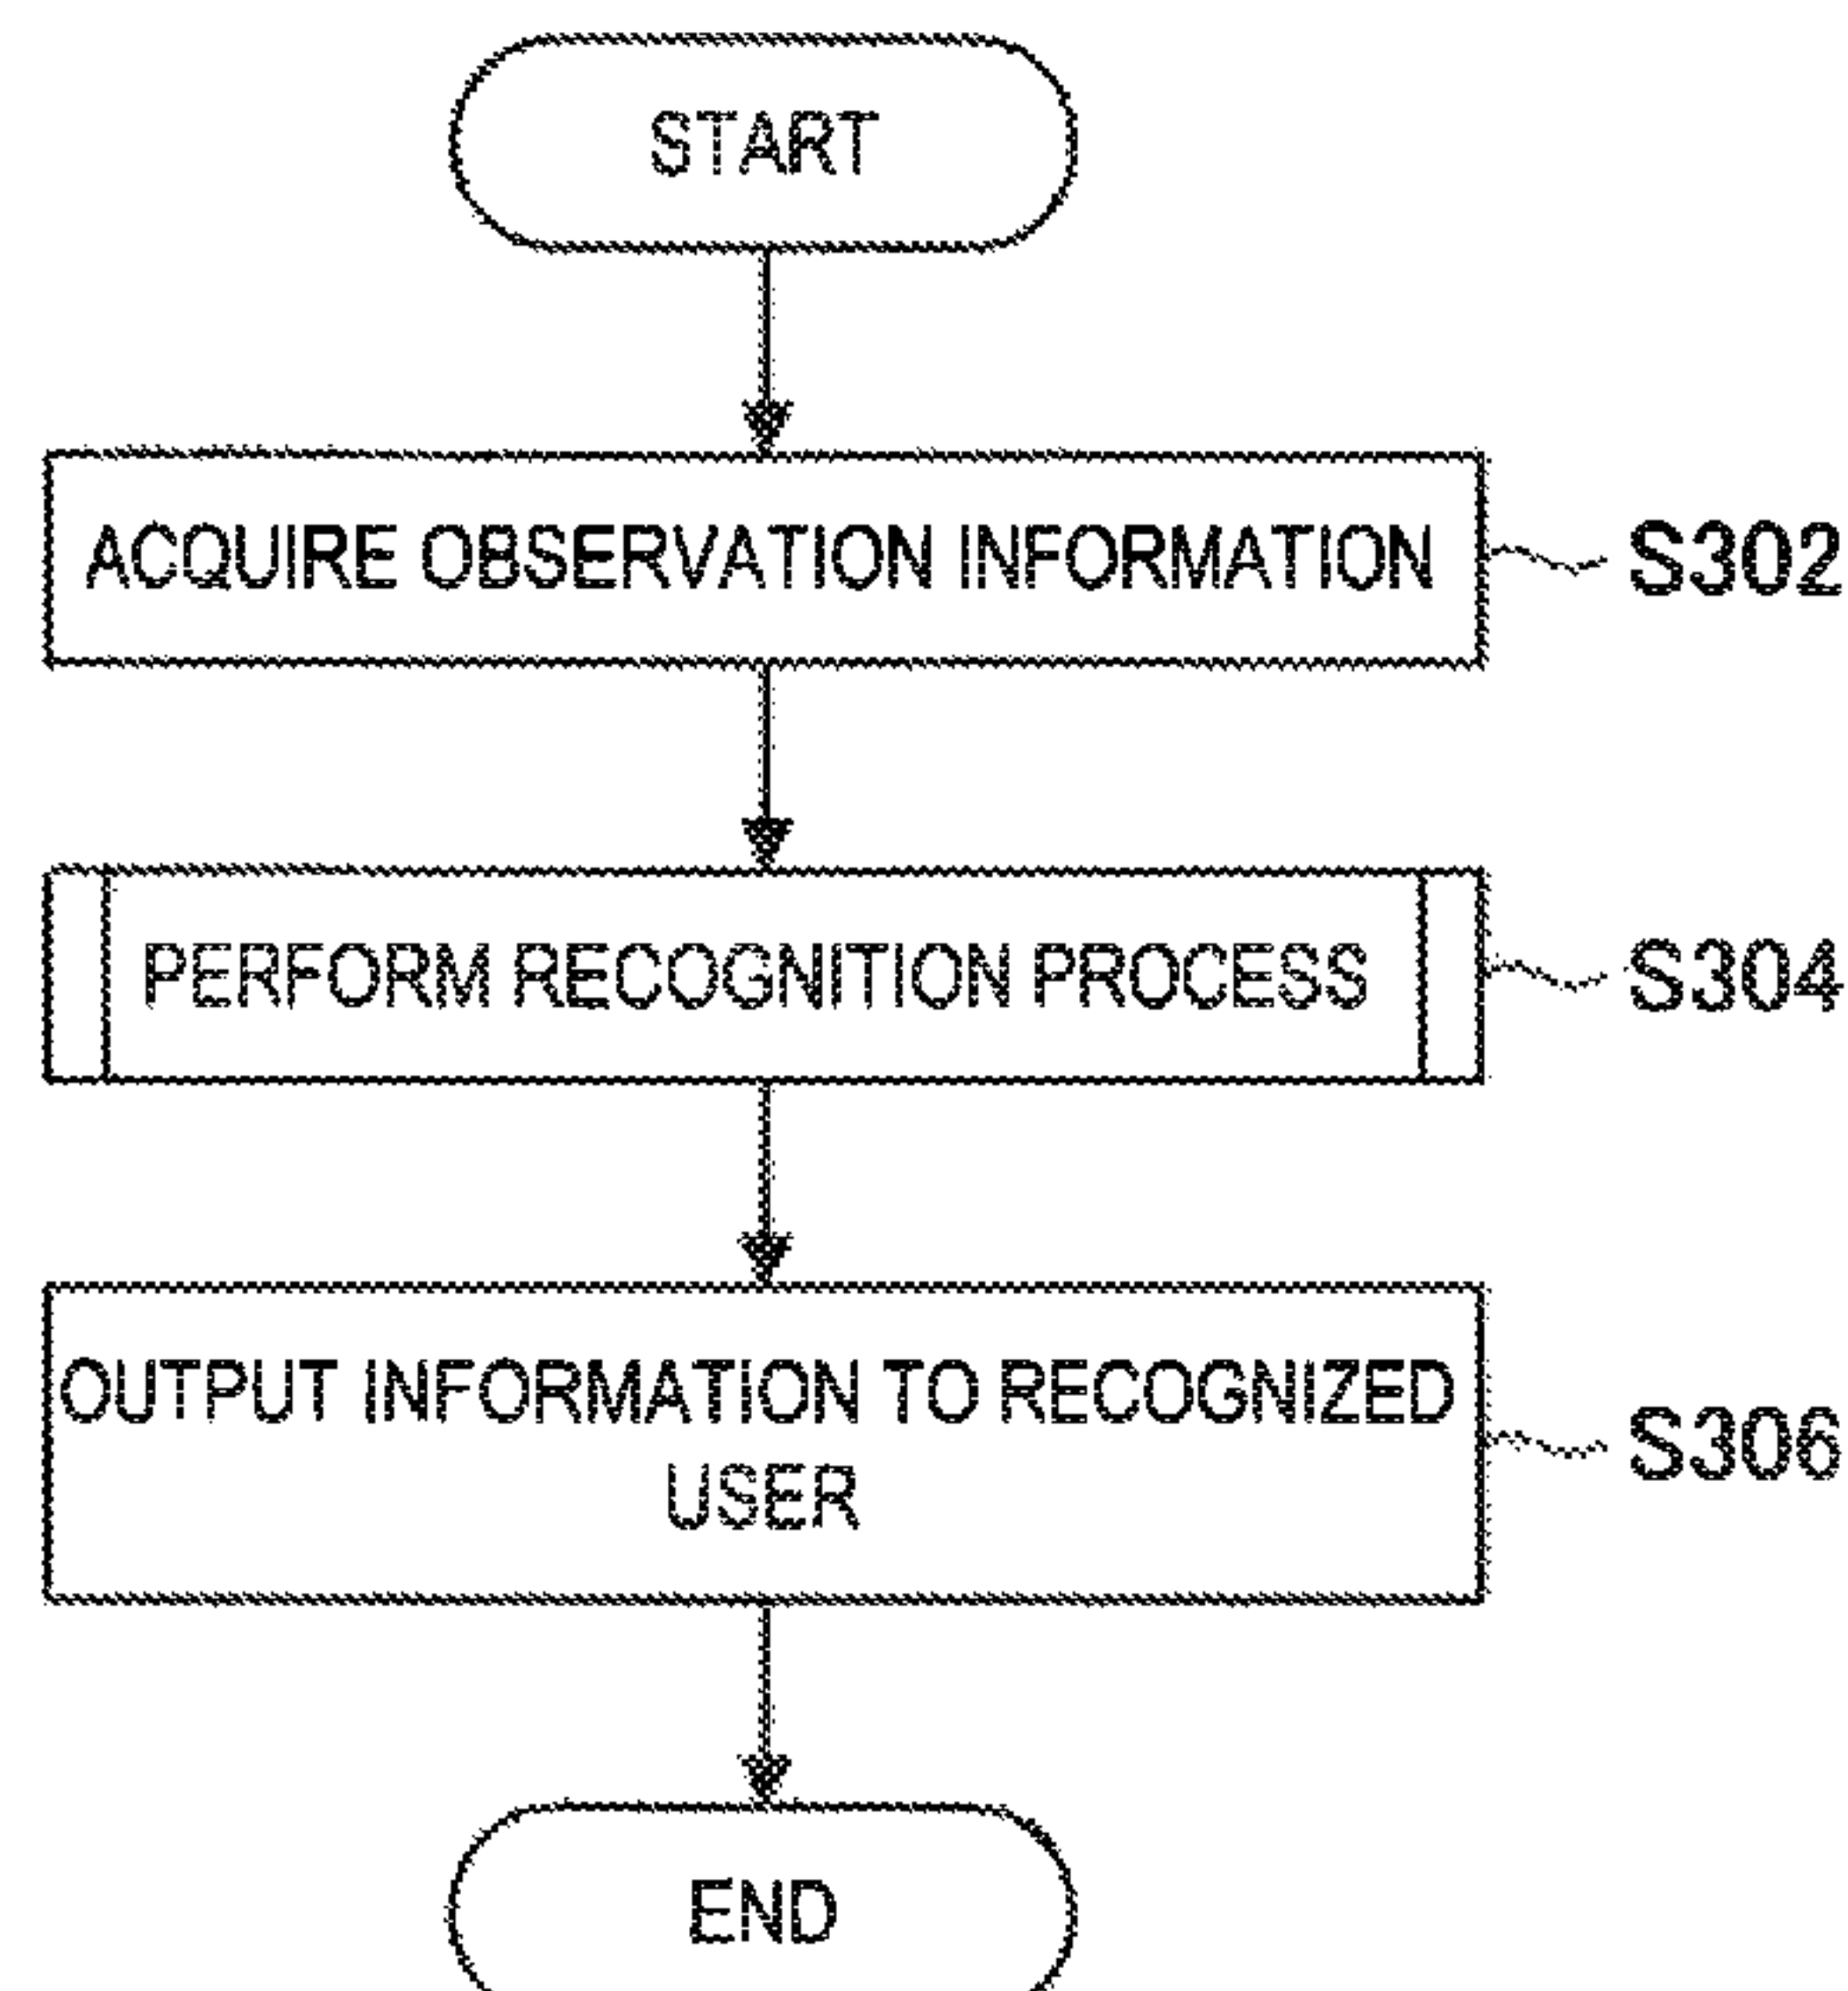 START
ACQUIRE OBSERVATION INFORMATION
S302
PERFORM RECOGNITION PROCESS
S304
OUTPUT INFORMATION TO RECOGNIZED
USER
S306
END